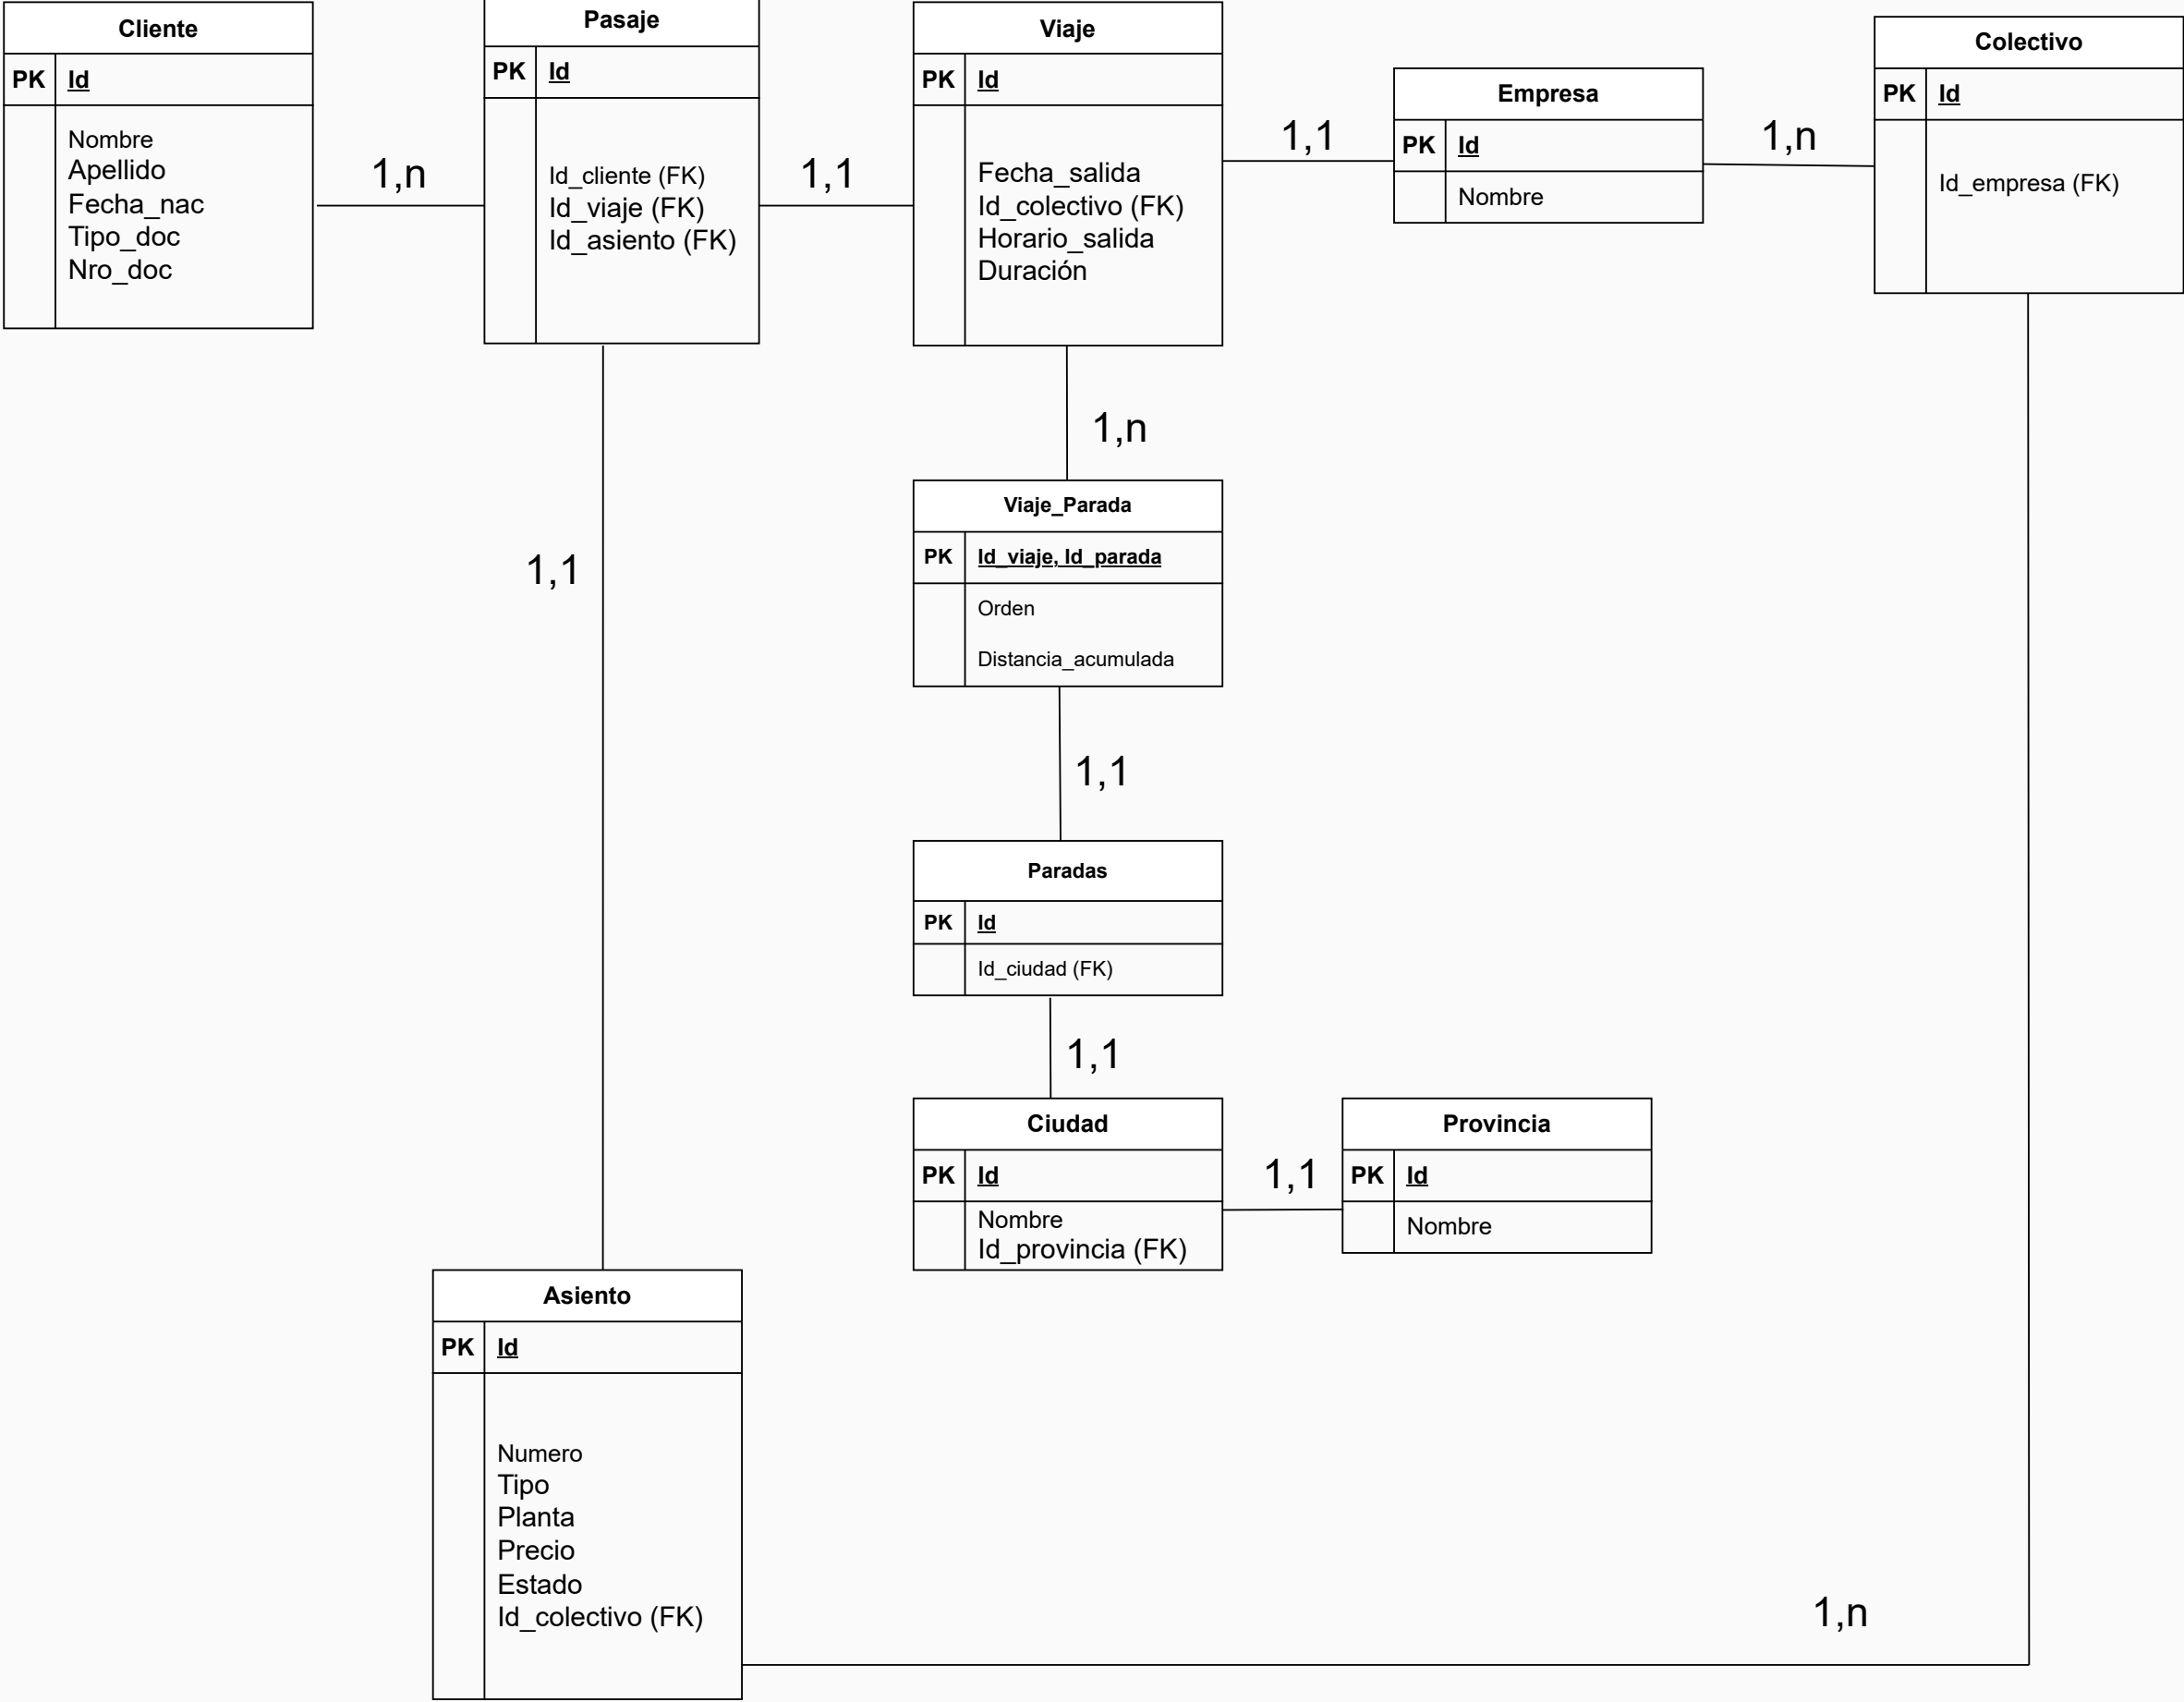 Cliente
PK Id
Nombre
Apellido
Fecha_nac
Tipo_doc
Nro_doc
1,n
Pasaje
PK Id
Id_cliente (FK)
Id_viaje (FK)
Id_asiento (FK)
1,1
Viaje
PK Id
Fecha_salida
Id_colectivo (FK)
Horario_salida
Duración
1,1
Empresa
PK Id
Nombre
1,n
Colectivo
PK Id
Id_empresa (FK)
1,n
Viaje_Parada
PK Id_viaje, Id_parada
Orden
Distancia_acumulada
1,1
1,1
Paradas
PK Id
Id_ciudad (FK)
1,1
Ciudad
PK Id
Nombre
Id_provincia (FK)
1,1
Provincia
PK Id
Nombre
Asiento
PK Id
Numero
Tipo
Planta
Precio
Estado
Id_colectivo (FK)
1,n